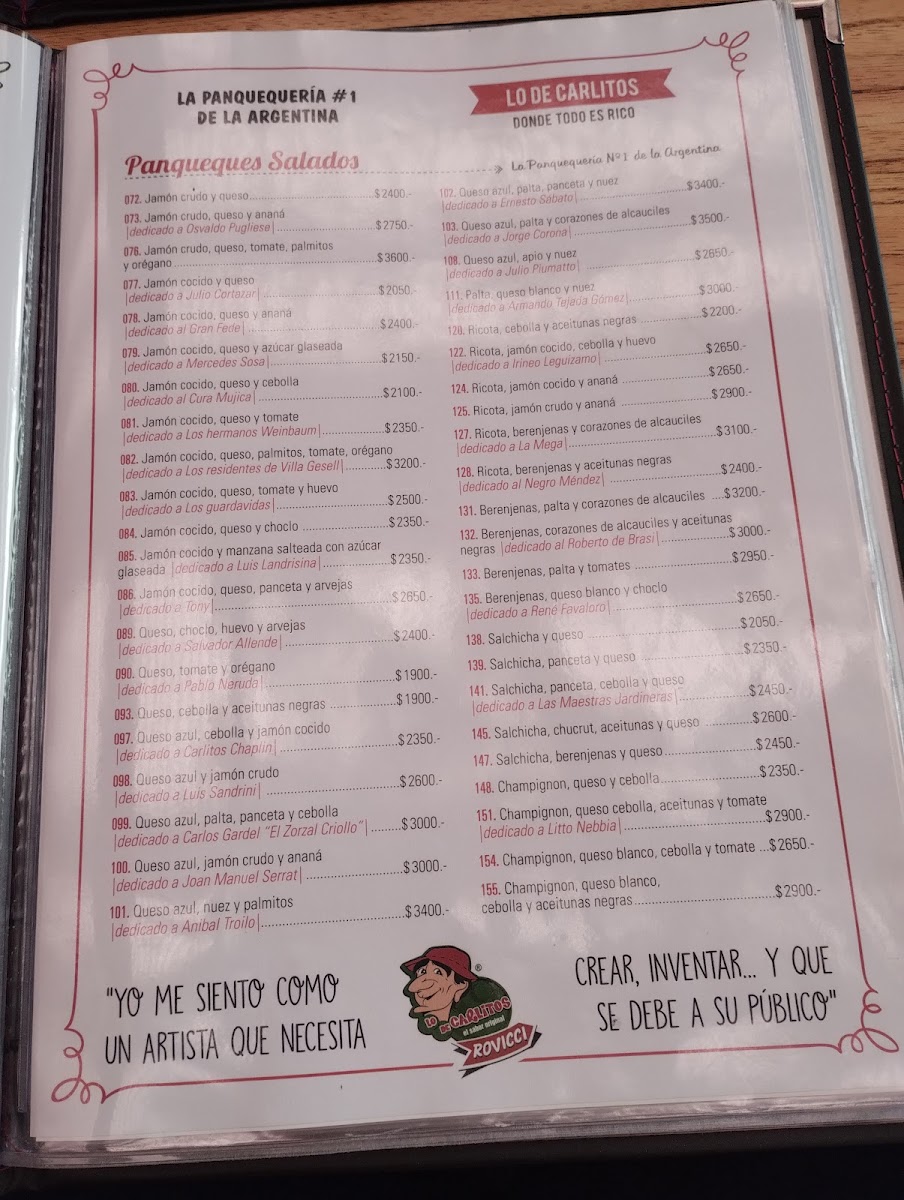 LA PANQUEQUERÍA #1
DE LA ARGENTINA
LO DE CARLITOS
DONDE TODO ES RICO
Panqueques Salados
La Panquequería Nº1 de la Argentina
072. Jamón crudo y queso $2400.-
073. Jamón crudo, queso y ananá
|dedicado a Osvaldo Pugliese| $2750.-
076. Jamón crudo, queso, tomate, palmitos
y orégano $3600.-
077. Jamón cocido y queso
|dedicado a Julio Cortazar| $2050.-
078. Jamón cocido, queso y ananá
|dedicado al Gran Fede| $2400.-
079. Jamón cocido, queso y azúcar glaseada
|dedicado a Mercedes Sosa| $2150.-
080. Jamón cocido, queso y cebolla
|dedicado al Cura Mujica| $2100.-
081. Jamón cocido, queso y tomate
|dedicado a Los hermanos Weinbaum| $2350.-
082. Jamón cocido, queso, palmitos, tomate, orégano
|dedicado a Los residentes de Villa Gesell| $3200.-
083. Jamón cocido, queso, tomate y huevo
|dedicado a Los guardavidas| $2500.-
084. Jamón cocido, queso y choclo $2350.-
085. Jamón cocido y manzana salteada con azúcar
glaseada |dedicado a Luis Landrisina| $2350.-
086. Jamón cocido, queso, panceta y arvejas
|dedicado a Tony| $2650.-
089. Queso, choclo, huevo y arvejas
|dedicado a Salvador Allende| $2400.-
090. Queso, tomate y orégano
|dedicado a Pablo Neruda| $1900.-
093. Queso, cebolla y aceitunas negras $1900.-
097. Queso azul, cebolla y jamón cocido
|dedicado a Carlitos Chaplin| $2350.-
098. Queso azul y jamón crudo
|dedicado a Luis Sandrini| $2600.-
099. Queso azul, palta, panceta y cebolla
|dedicado a Carlos Gardel "El Zorzal Criollo"| $3000.-
100. Queso azul, jamón crudo y ananá
|dedicado a Joan Manuel Serrat| $3000.-
101. Queso azul, nuez y palmitos
|dedicado a Anibal Troilo| $3400.-
102. Queso azul, palta, panceta y nuez
|dedicado a Ernesto Sabato| $3400.-
103. Queso azul, palta y corazones de alcauciles
|dedicado a Jorge Corona| $3500.-
108. Queso azul, apio y nuez
|dedicado a Julio Piumatto| $2650.-
111. Palta, queso blanco y nuez
|dedicado a Armando Tejada Gómez| $3000.-
120. Ricota, cebolla y aceitunas negras $2200.-
122. Ricota, jamón cocido, cebolla y huevo
|dedicado a Irineo Leguizamo| $2650.-
124. Ricota, jamón cocido y ananá $2650.-
125. Ricota, jamón crudo y ananá $2900.-
127. Ricota, berenjenas y corazones de alcauciles
|dedicado a La Mega| $3100.-
128. Ricota, berenjenas y aceitunas negras
|dedicado al Negro Méndez| $2400.-
131. Berenjenas, palta y corazones de alcauciles $3200.-
132. Berenjenas, corazones de alcauciles y aceitunas
negras |dedicado al Roberto de Brasi| $3000.-
133. Berenjenas, palta y tomates $2950.-
135. Berenjenas, queso blanco y choclo
|dedicado a René Favaloro| $2650.-
138. Salchicha y queso $2050.-
139. Salchicha, panceta y queso $2350.-
141. Salchicha, panceta, cebolla y queso
|dedicado a Las Maestras Jardineras| $2450.-
145. Salchicha, chucrut, aceitunas y queso $2600.-
147. Salchicha, berenjenas y queso $2450.-
148. Champignon, queso y cebolla $2350.-
151. Champignon, queso cebolla, aceitunas y tomate
|dedicado a Litto Nebbia| $2900.-
154. Champignon, queso blanco, cebolla y tomate $2650.-
155. Champignon, queso blanco,
cebolla y aceitunas negras $2900.-
"YO ME SIENTO COMO
UN ARTISTA QUE NECESITA
LO DE CARLITOS
el sabor original
ROVICCI
®
CREAR, INVENTAR... Y QUE
SE DEBE A SU PÚBLICO"